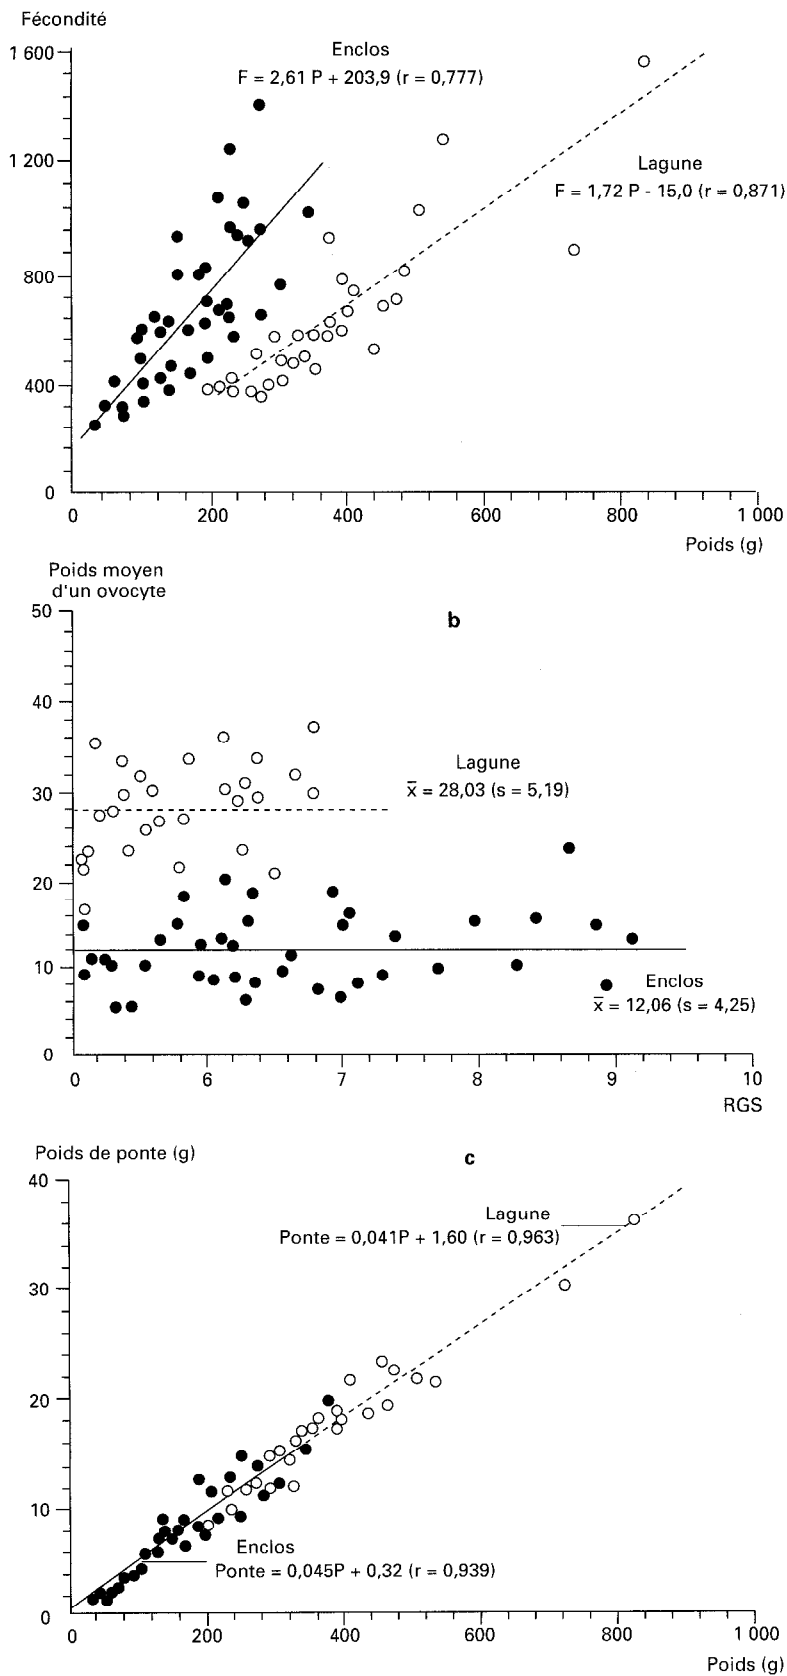 Fécondité
1 600
1 200
800
400
0
Enclos
F = 2,61 P + 203,9 (r = 0,777)
Lagune
F = 1,72 P - 15,0 (r = 0,871)
0 200 400 600 800 1 000
Poids (g)
Poids moyen
d'un ovocyte
b
50
40
30
20
10
0
Lagune
x̅ = 28,03 (s = 5,19)
Enclos
x̅ = 12,06 (s = 4,25)
0 6 7 8 9 10
RGS
Poids de ponte (g)
c
40
30
20
10
0
Lagune
Ponte = 0,041P + 1,60 (r = 0,963)
Enclos
Ponte = 0,045P + 0,32 (r = 0,939)
0 200 400 600 800 1 000
Poids (g)